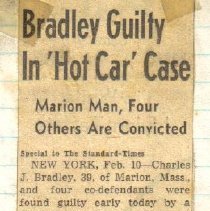 Bradley Guilty
In 'Hot Car' Case
Marion Man, Four
Others Are Convicted
Special to The Standard-Times
NEW YORK, Feb. 10—Charles
J. Bradley, 39, of Marion, Mass.,
and four co-defendants were
found guilty early today by a